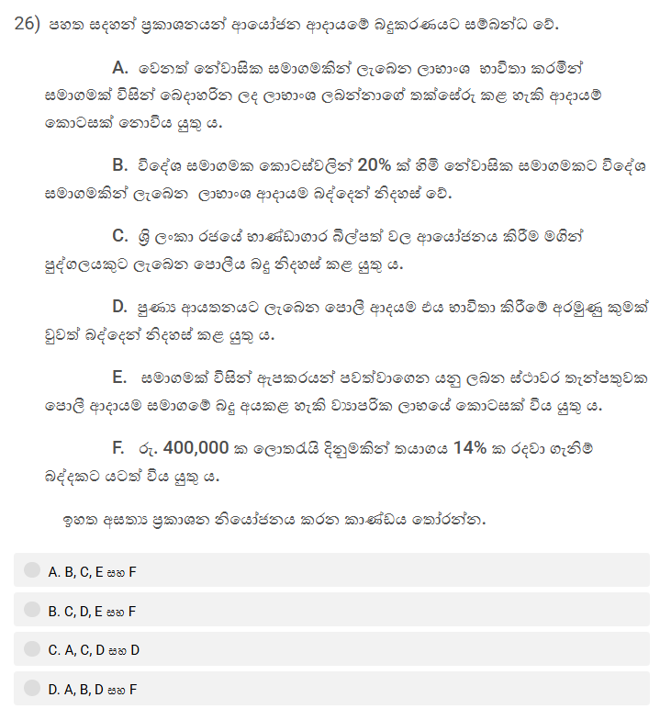 26) පහත සදහන් ප්‍රකාශනයන් ආයෝජන ආදායමේ බදුකරණයට සම්බන්ධ වේ.
A. වෙනත් නේවාසික සමාගමකින් ලැබෙන ලාභාංශ භාවිතා කරමින්
සමාගමක් විසින් බෙදාහරින ලද ලාභාංශ ලබන්නාගේ තක්සේරු කළ හැකි ආදායම්
කොටසක් නොවිය යුතු ය.
B. විදේශ සමාගමක කොටස්වලින් 20% ක් හිමි නේවාසික සමාගමකට විදේශ
සමාගමකින් ලැබෙන ලාභාංශ ආදායම බද්දෙන් නිදහස් වේ.
C. ශ්‍රි ලංකා රජයේ භාණ්ඩාගාර බිල්පත් වල ආයෝජනය කිරීම මගින්
පුද්ගලයකුට ලැබෙන පොලිය බදු නිදහස් කළ යුතු ය.
D. පුණ්‍ය ආයතනයට ලැබෙන පොලී ආදයම එය භාවිතා කිරීමේ අරමුණු කුමක්
වුවත් බද්දෙන් නිදහස් කළ යුතු ය.
E. සමාගමක් විසින් ඇපකරයන් පවත්වාගෙන යනු ලබන ස්ථාවර තැන්පතුවක
පොලී ආදායම සමාගමේ බදු අයකළ හැකි ව්‍යාපාරික ලාභයේ කොටසක් විය යුතු ය.
F. රු. 400,000 ක ලොතරැයි දිනුමකින් ත්‍යාගය 14% ක රදවා ගැනිම්
බද්දකට යටත් විය යුතු ය.
ඉහත අසත්‍ය ප්‍රකාශන නියෝජනය කරන කාණ්ඩය තෝරන්න.
A. B, C, E සහ F
B. C, D, E සහ F
C. A, C, D සහ D
D. A, B, D සහ F